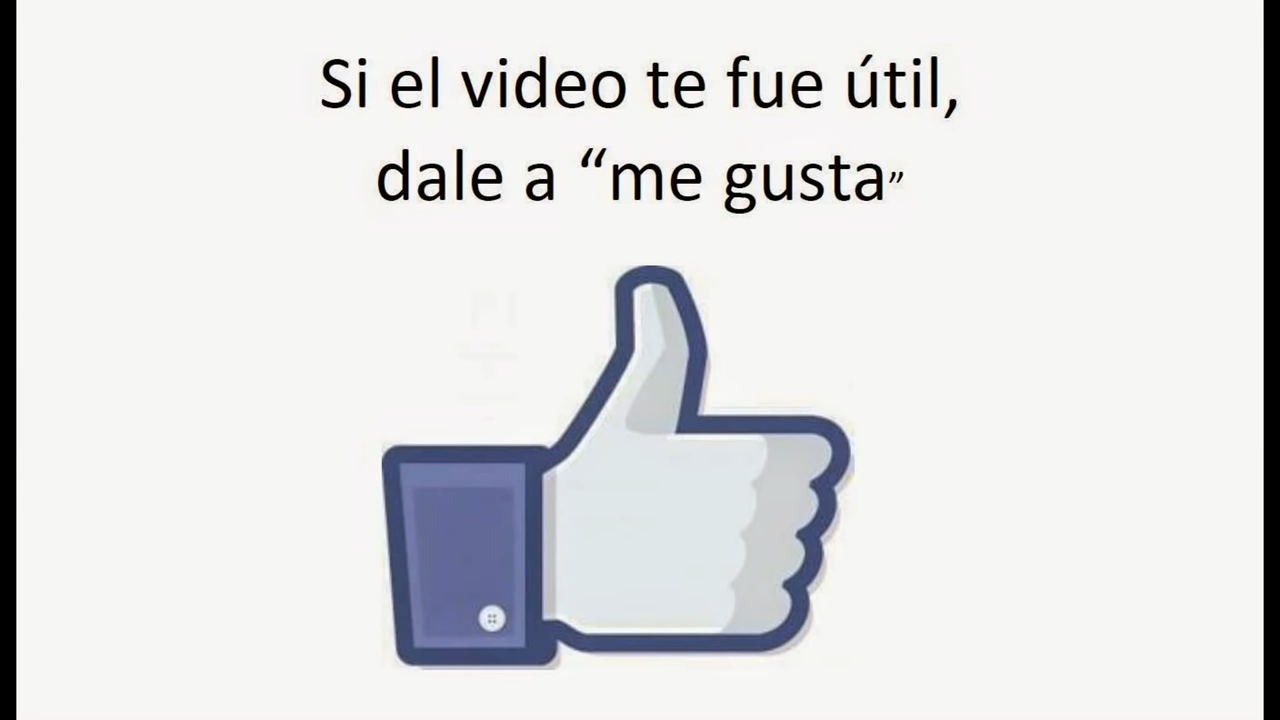 Si el video te fue útil,
dale a “me gusta”